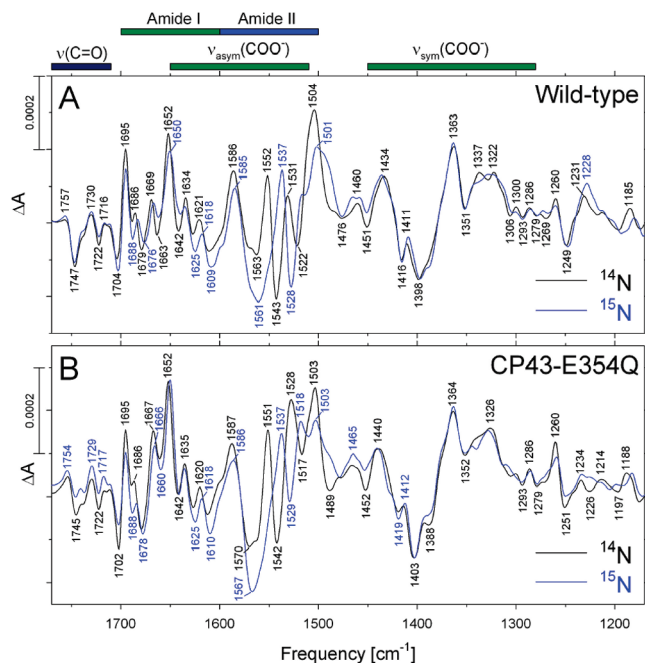 Amide I Amide II
ν(C=O) ν_asym(COO⁻) ν_sym(COO⁻)
A Wild-type
0.0002
ΔA
1757 1747 1730 1722 1716 1704 1695 1688 1686 1679 1676 1669 1663 1652 1650 1642 1634 1625 1621 1618 1609 1586 1585 1563 1561 1552 1543 1537 1531 1528 1522 1504 1501 1476 1460 1451 1434 1416 1411 1398 1363 1351 1337 1322 1306 1300 1293 1286 1279 1269 1260 1249 1231 1228 1185
¹⁴N
¹⁵N
B CP43-E354Q
0.0002
ΔA
1754 1745 1729 1722 1717 1702 1695 1688 1686 1678 1667 1666 1660 1652 1642 1635 1625 1620 1618 1610 1587 1586 1570 1567 1551 1542 1537 1529 1528 1518 1517 1503 1503 1489 1465 1452 1440 1419 1412 1403 1388 1364 1352 1326 1293 1286 1279 1260 1251 1234 1226 1214 1197 1188
¹⁴N
¹⁵N
1700 1600 1500 1400 1300 1200
Frequency [cm⁻¹]